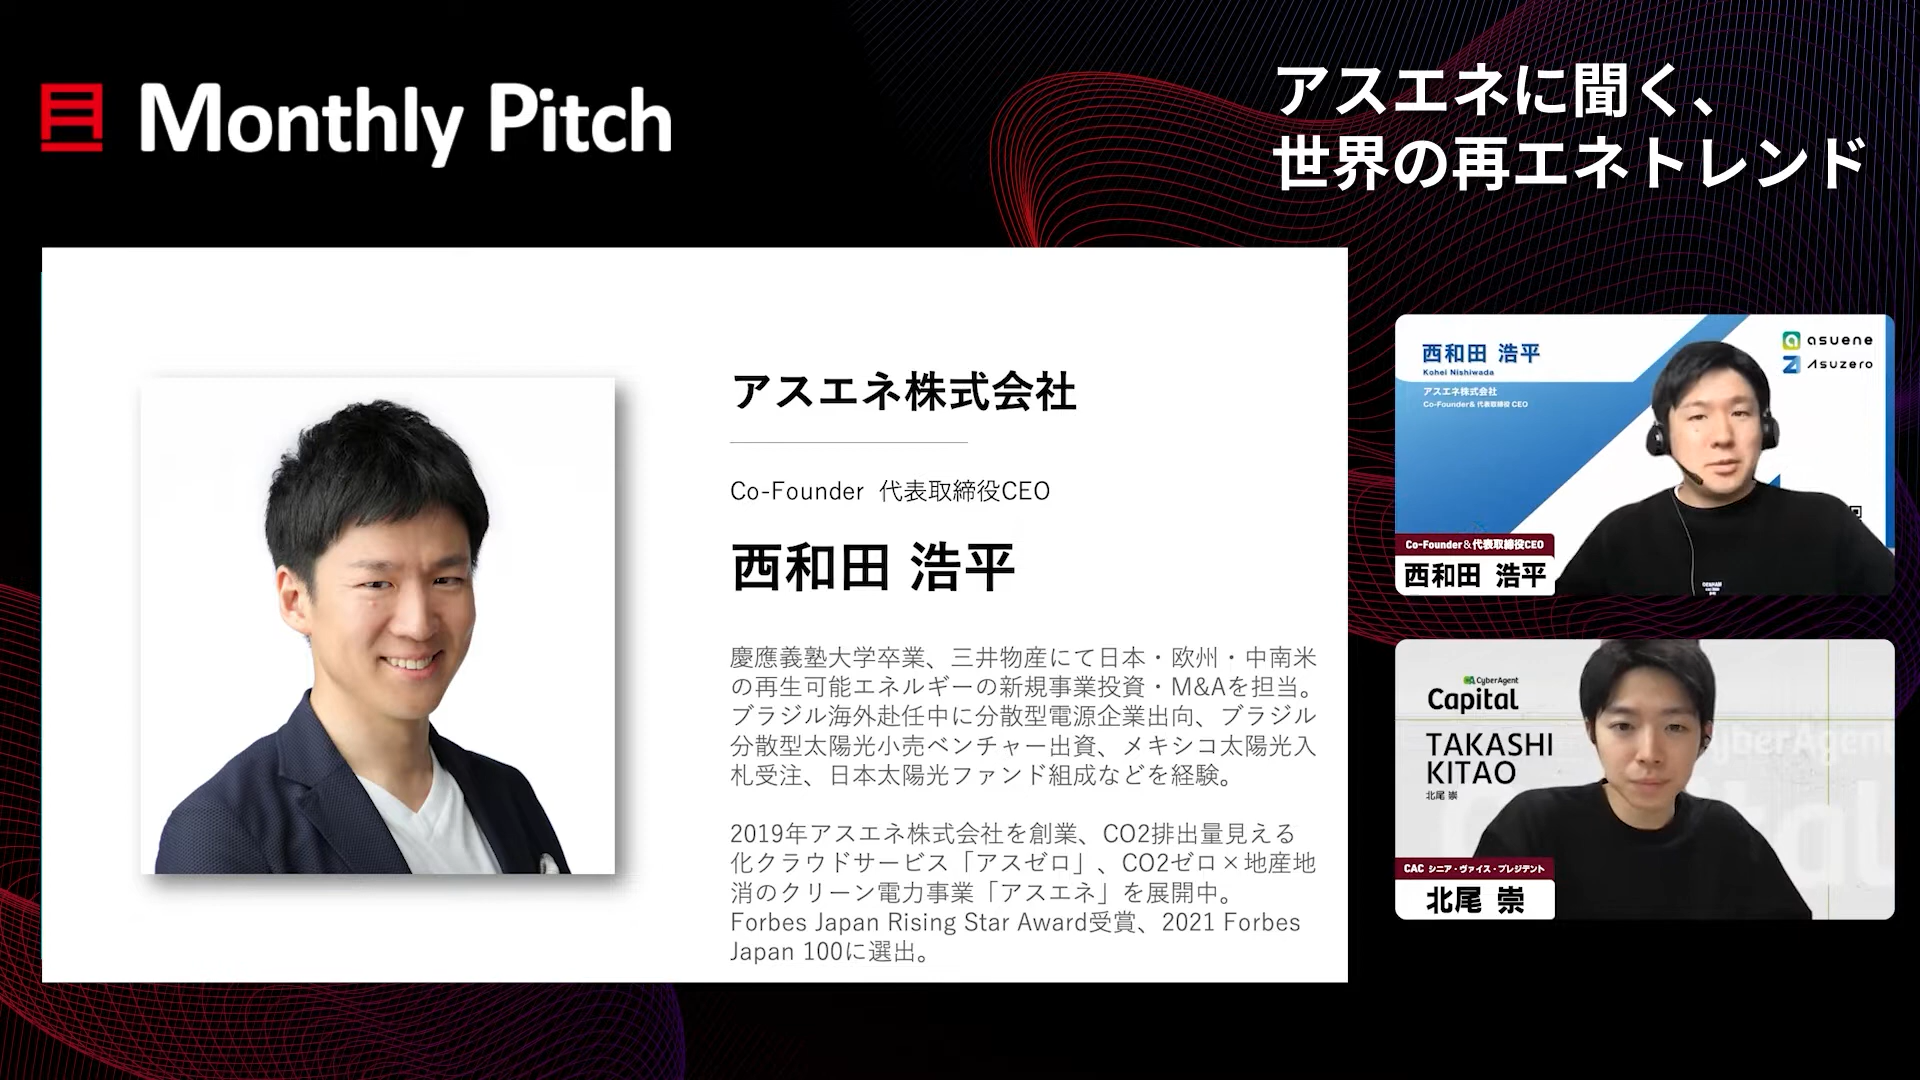 Monthly Pitch
アスエネに聞く、
世界の再エネトレンド
アスエネ株式会社
Co-Founder 代表取締役CEO
西和田 浩平
慶應義塾大学卒業、三井物産にて日本・欧州・中南米
の再生可能エネルギーの新規事業投資・M&Aを担当。
ブラジル海外赴任中に分散型電源企業出向、ブラジル
分散型太陽光小売ベンチャー出資、メキシコ太陽光入
札受注、日本太陽光ファンド組成などを経験。
2019年アスエネ株式会社を創業、CO2排出量見える
化クラウドサービス「アスゼロ」、CO2ゼロ×地産地
消のクリーン電力事業「アスエネ」を展開中。
Forbes Japan Rising Star Award受賞、2021 Forbes
Japan 100に選出。
西和田 浩平
Kohei Nishiwada
アスエネ株式会社
Co-Founder& 代表取締役 CEO
asuene
Asuzero
Co-Founder&代表取締役CEO
西和田 浩平
CyberAgent
Capital
TAKASHI
KITAO
北尾 崇
CyberAgent
CAC シニア・ヴァイス・プレジデント
北尾 崇